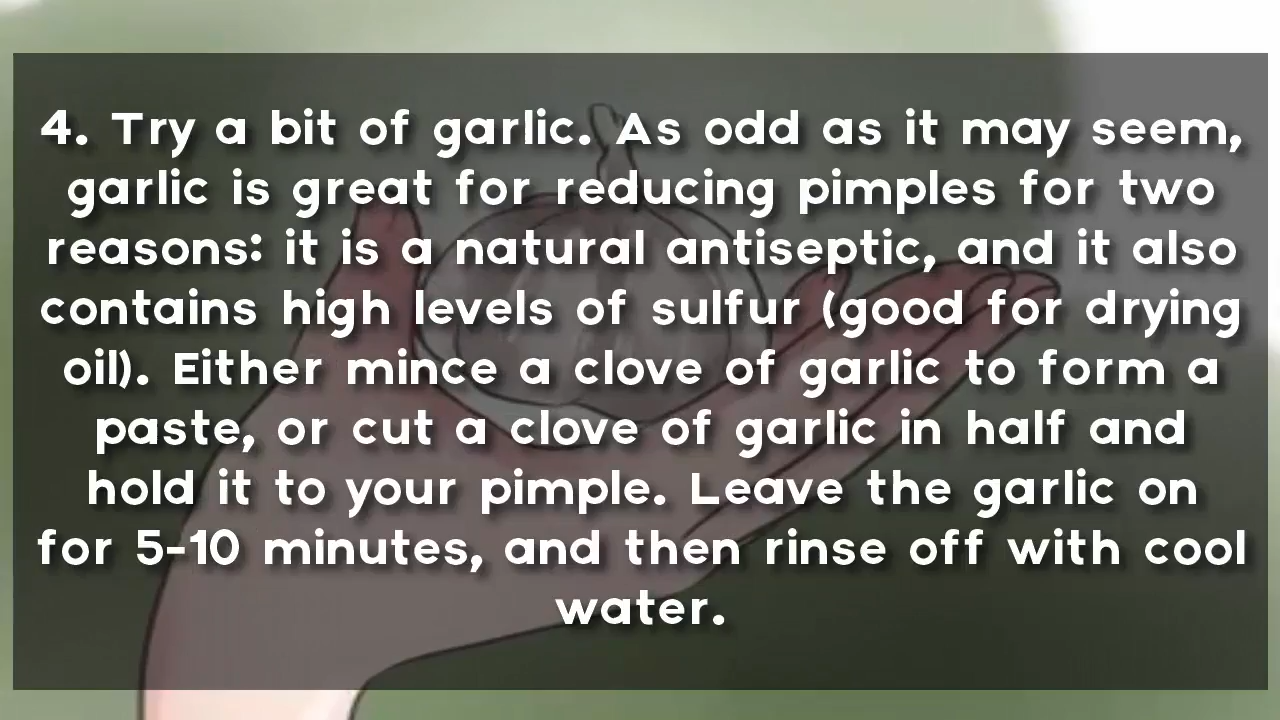 4. Try a bit of garlic. As odd as it may seem,
garlic is great for reducing pimples for two
reasons: it is a natural antiseptic, and it also
contains high levels of sulfur (good for drying
oil). Either mince a clove of garlic to form a
paste, or cut a clove of garlic in half and
hold it to your pimple. Leave the garlic on
for 5-10 minutes, and then rinse off with cool
water.